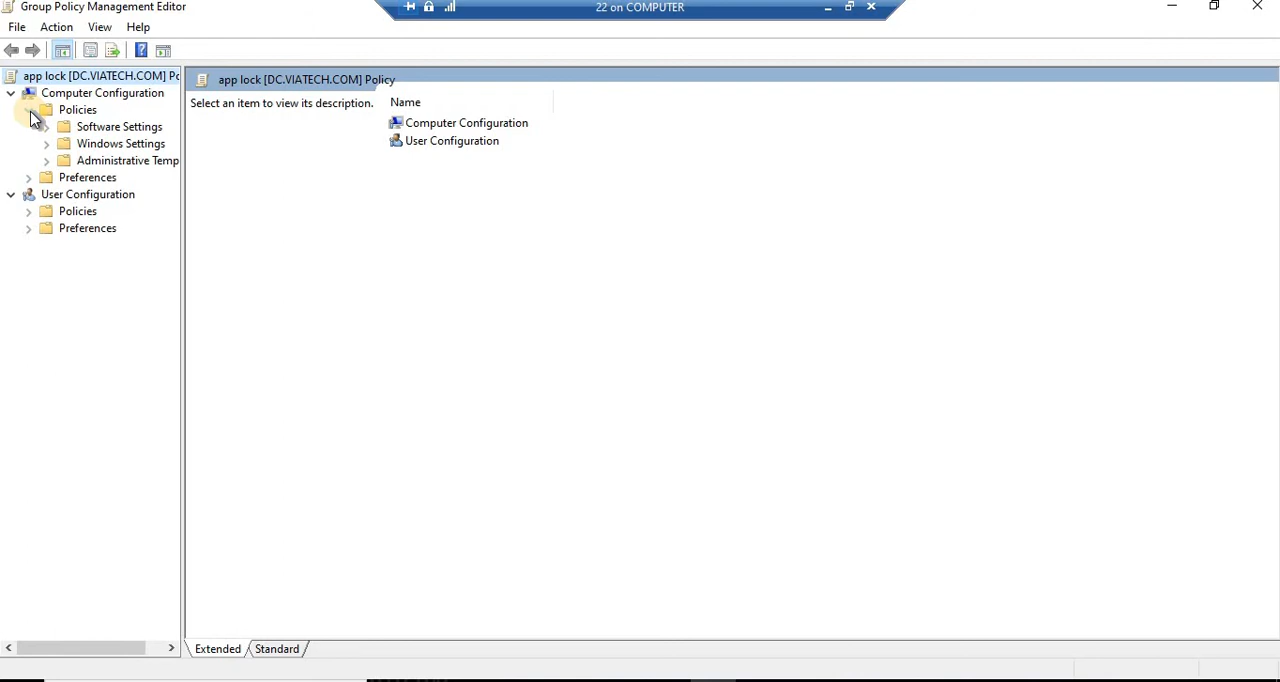 Group Policy Management Editor
22 on COMPUTER
File Action View Help
app lock [DC.VIATECH.COM] Pc
Computer Configuration
Policies
Software Settings
Windows Settings
Administrative Temp
Preferences
User Configuration
Policies
Preferences
app lock [DC.VIATECH.COM] Policy
Select an item to view its description.
Name
Computer Configuration
User Configuration
Extended Standard